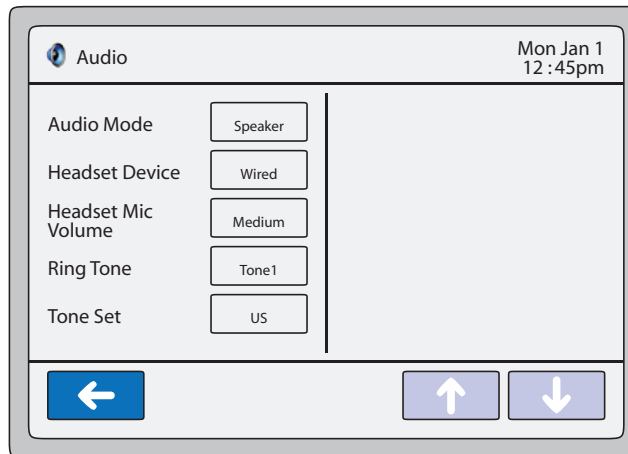 Audio
Mon Jan 1
12 :45pm
Audio Mode
Speaker
Headset Device
Wired
Headset Mic
Volume
Medium
Ring Tone
Tone1
Tone Set
US